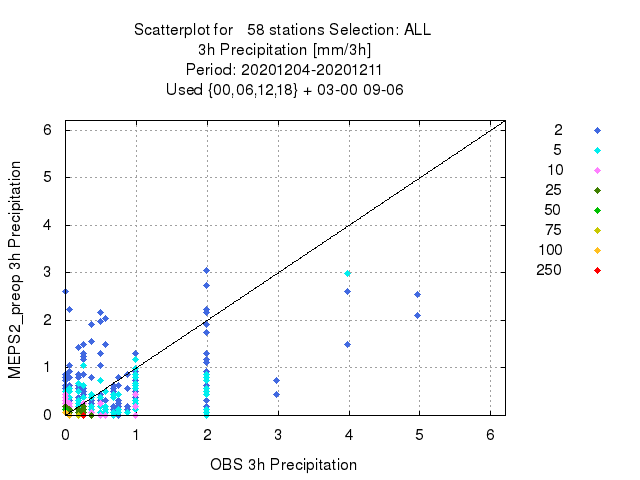 Scatterplot for 58 stations Selection: ALL
3h Precipitation [mm/3h]
Period: 20201204-20201211
Used {00,06,12,18} + 03-00 09-06
6
5
4
3
2
1
0
MEPS2_preop 3h Precipitation
0 1 2 3 4 5 6
OBS 3h Precipitation
2
5
10
25
50
75
100
250